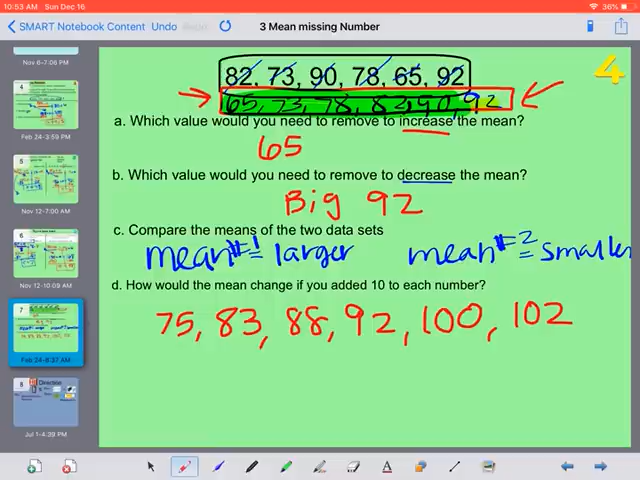 10:53 AM Sun Dec 16
36%
SMART Notebook Content
Undo
3 Mean missing Number
Nov 6-7:06 PM
4
Feb 24-3:59 PM
5
Nov 12-7:00 AM
6
Nov 12-10:09 AM
7
Feb 24-8:37 AM
8
Direction
Jul 1-4:39 PM
4
82, 73, 90, 78, 65, 92
65, 73, 78, 82, 90, 92
a. Which value would you need to remove to increase the mean?
65
b. Which value would you need to remove to decrease the mean?
Big 92
c. Compare the means of the two data sets
mean #1 = larger mean #2 = smaller
d. How would the mean change if you added 10 to each number?
75, 83, 88, 92, 100, 102